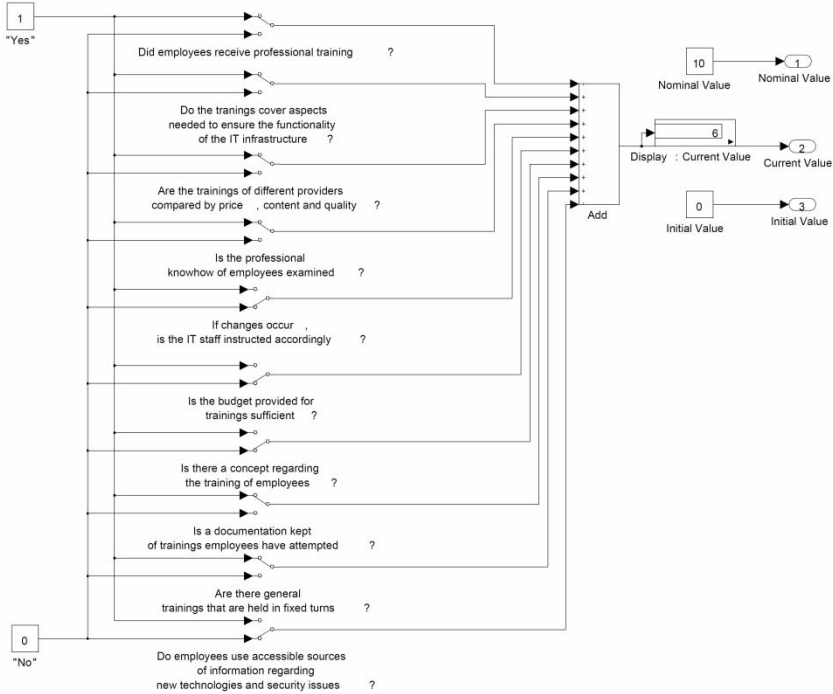 1
"Yes"
Did employees receive professional training ?
Do the tranings cover aspects
needed to ensure the functionality
of the IT infrastructure ?
Are the trainings of different providers
compared by price , content and quality ?
Is the professional
knowhow of employees examined ?
If changes occur ,
is the IT staff instructed accordingly ?
Is the budget provided for
trainings sufficient ?
Is there a concept regarding
the training of employees ?
Is a documentation kept
of trainings employees have attempted ?
Are there general
trainings that are held in fixed turns ?
0
"No"
Do employees use accessible sources
of information regarding
new technologies and security issues ?
Add
10
Nominal Value
1
Nominal Value
6
Display : Current Value
2
Current Value
0
Initial Value
3
Initial Value